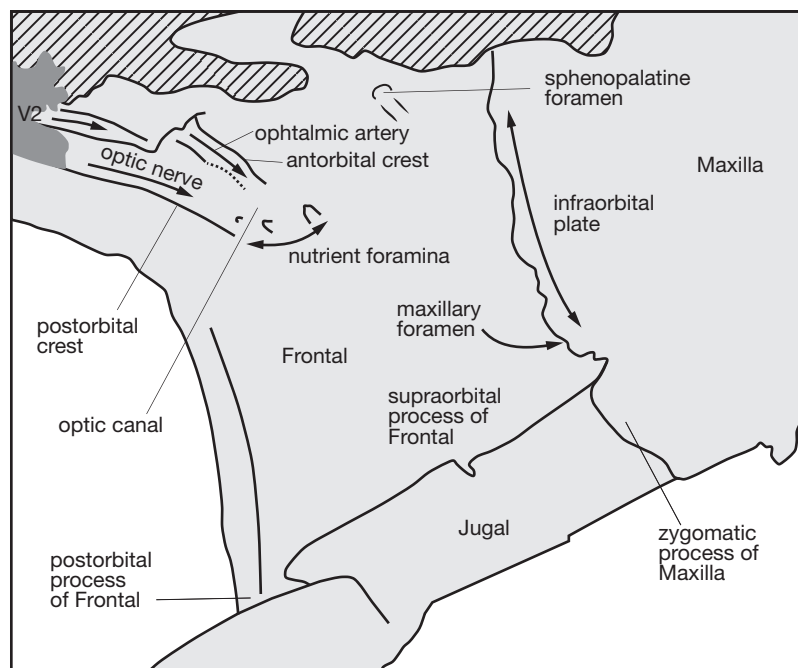 sphenopalatine
foramen
V2
ophtalmic artery
antorbital crest
optic nerve
Maxilla
infraorbital
plate
nutrient foramina
maxillary
foramen
postorbital
crest
Frontal
supraorbital
process of
Frontal
optic canal
Jugal
zygomatic
process of
Maxilla
postorbital
process
of Frontal